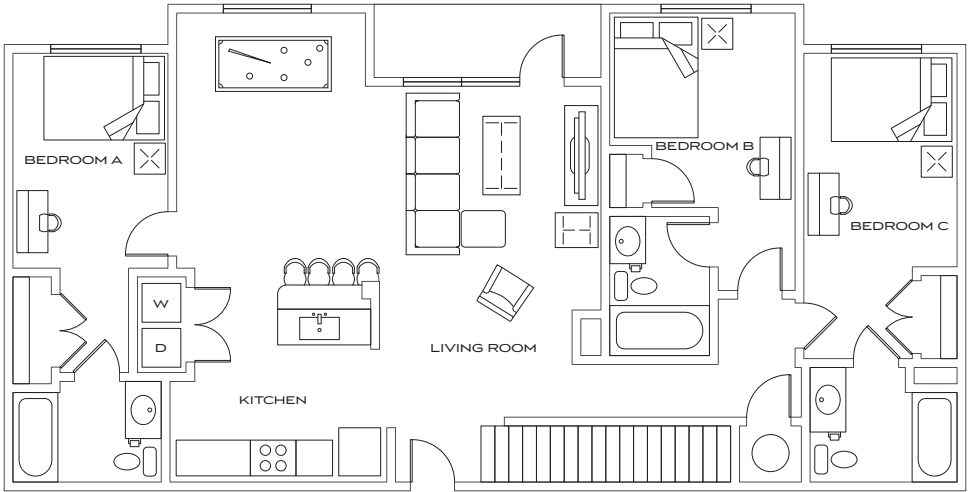 BEDROOM B
BEDROOM A
BEDROOM C
W
D
LIVING ROOM
KITCHEN